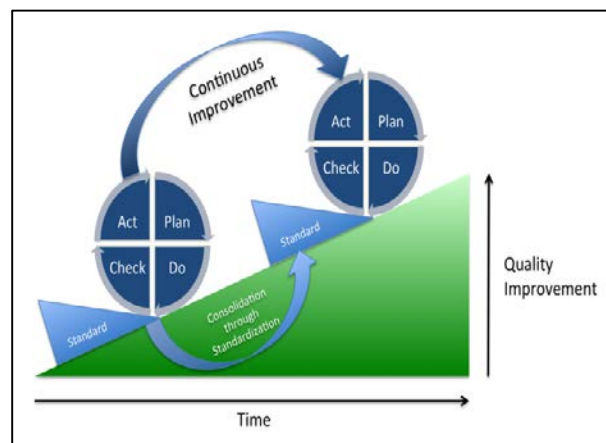 Continuous
Improvement
Act
Plan
Check
Do
Act
Plan
Check
Do
Standard
Standard
Consolidation
through
Standardization
Quality
Improvement
Time